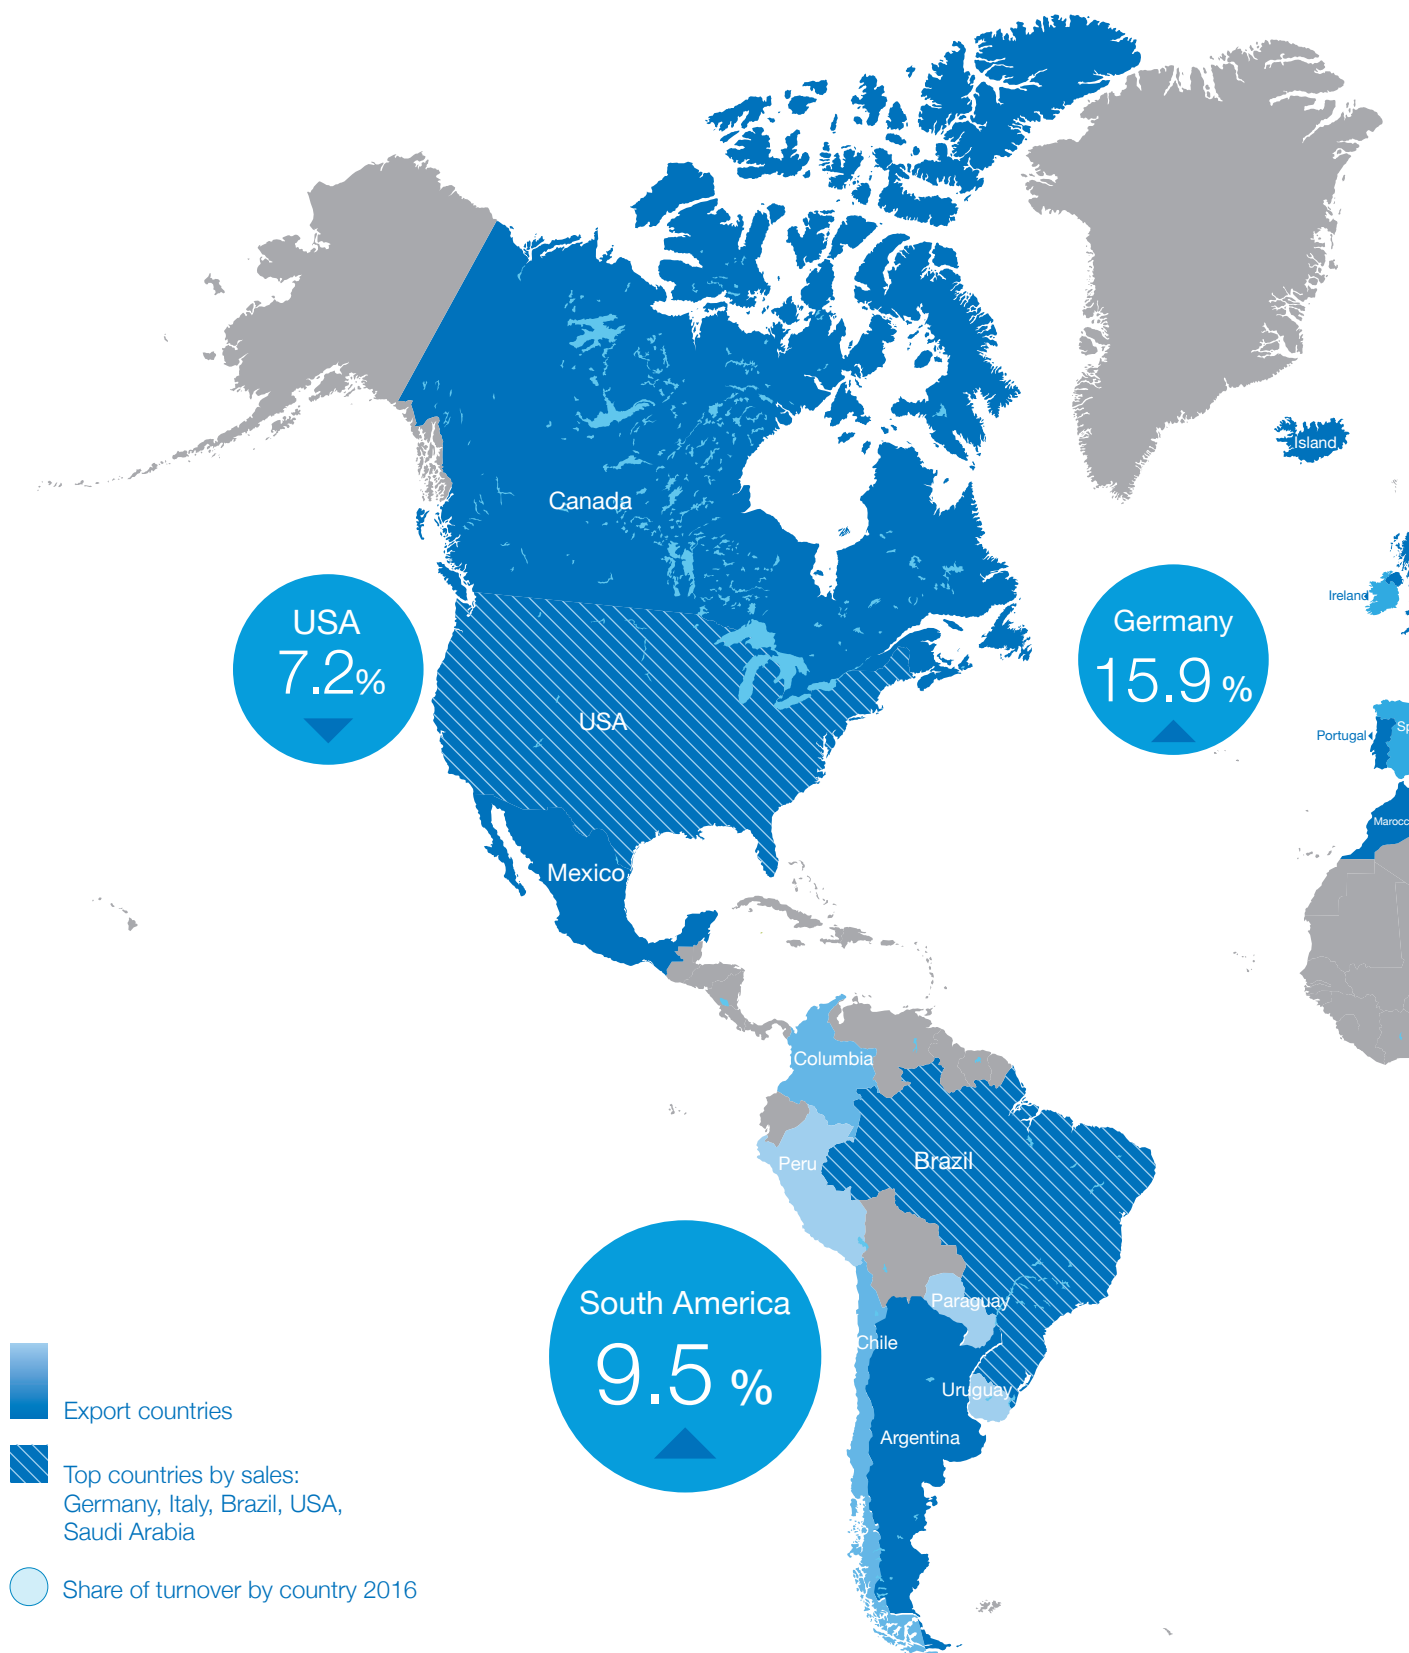 Island
Canada
Ireland
USA
7.2%
Germany
15.9 %
USA
Portugal
Sp
Marocc
Mexico
Columbia
Peru
Brazil
South America
9.5 %
Paraguay
Chile
Uruguay
Argentina
Export countries
Top countries by sales:
Germany, Italy, Brazil, USA,
Saudi Arabia
Share of turnover by country 2016